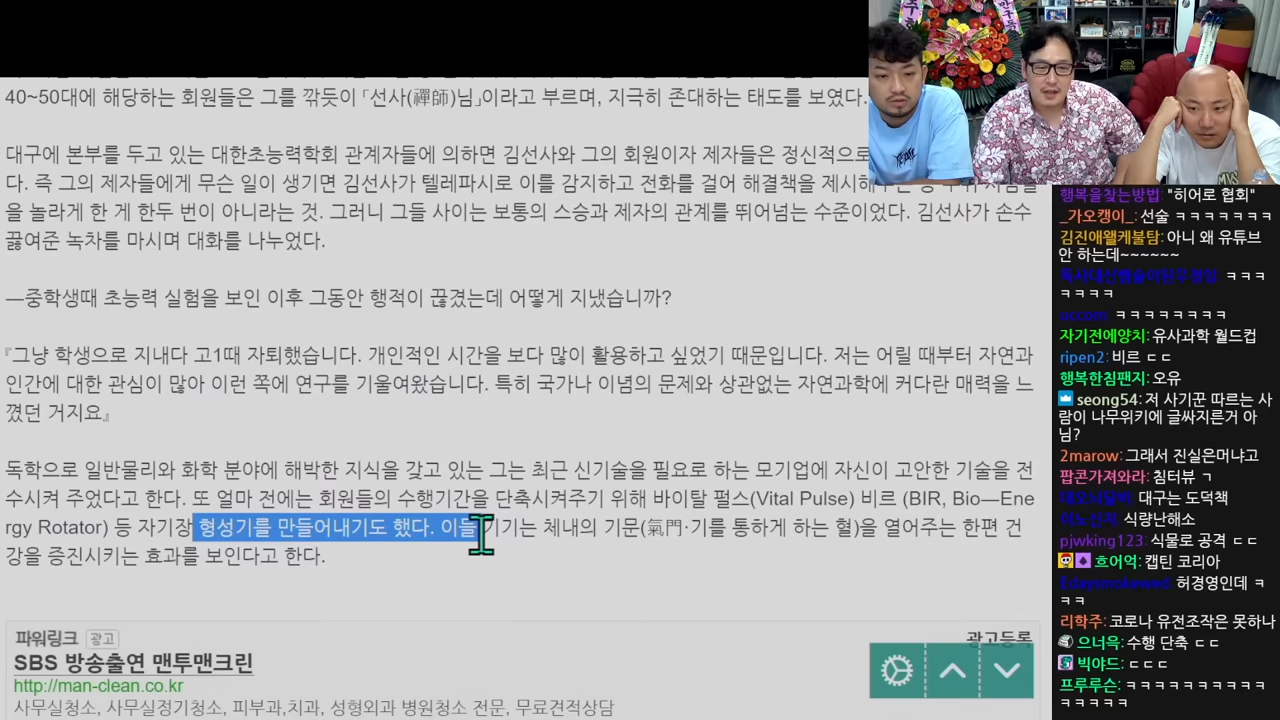 40~50대에 해당하는 회원들은 그를 깎듯이 「선사(禪師)님」이라고 부르며, 지극히 존대하는 태도를 보였다.
대구에 본부를 두고 있는 대한초능력학회 관계자들에 의하면 김선사와 그의 회원이자 제자들은 정신적으로
다. 즉 그의 제자들에게 무슨 일이 생기면 김선사가 텔레파시로 이를 감지하고 전화를 걸어 해결책을 제시해
을 놀라게 한 게 한두 번이 아니라는 것. 그러니 그들 사이는 보통의 스승과 제자의 관계를 뛰어넘는 수준이었다. 김선사가 손수
끓여준 녹차를 마시며 대화를 나누었다.
―중학생때 초능력 실험을 보인 이후 그동안 행적이 끊겼는데 어떻게 지냈습니까?
『그냥 학생으로 지내다 고1때 자퇴했습니다. 개인적인 시간을 보다 많이 활용하고 싶었기 때문입니다. 저는 어릴 때부터 자연과
인간에 대한 관심이 많아 이런 쪽에 연구를 기울여왔습니다. 특히 국가나 이념의 문제와 상관없는 자연과학에 커다란 매력을 느
꼈던 거지요』
독학으로 일반물리와 화학 분야에 해박한 지식을 갖고 있는 그는 최근 신기술을 필요로 하는 모기업에 자신이 고안한 기술을 전
수시켜 주었다고 한다. 또 얼마 전에는 회원들의 수행기간을 단축시켜주기 위해 바이탈 펄스(Vital Pulse) 비르 (BIR, Bio―Ene
rgy Rotator) 등 자기장 형성기를 만들어내기도 했다. 이들 기기는 체내의 기문(氣門·기를 통하게 하는 혈)을 열어주는 한편 건
강을 증진시키는 효과를 보인다고 한다.
파워링크 광고
광고등록
SBS 방송출연 맨투맨크린
http://man-clean.co.kr
사무실청소, 사무실정기청소, 피부과,치과, 성형외과 병원청소 전문, 무료견적상담
행복을찾는방법: "히어로 협회"
_가오캥이_: 선술 ㅋㅋㅋㅋㅋㅋㅋ
김진애왤케불탐: 아니 왜 유튜브
안 하는데~~~~~~
ㅋㅋㅋ
ㅋㅋㅋㅋㅋ
uccomi: ㅋㅋㅋㅋㅋㅋㅋㅋ
자기전에양치: 유사과학 월드컵
ripen2: 비르 ㄷㄷ
행복한침팬지: 오유
seong54: 저 사기꾼 따르는 사
람이 나무위키에 글싸지른거 아
님?
2marow: 그래서 진실은머냐고
팝콘가져와라: 침터뷰 ㄱ
대구는 도덕책
식량난해소
pjwking123: 식물로 공격 ㄷㄷ
흐어억: 캡틴 코리아
허경영인데 ㅋ
ㅋㅋ
리학주: 코로나 유전조작은 못하나
으너즉: 수행 단축 ㄷㄷ
빅야드: ㄷㄷㄷ
프루루슨: ㅋㅋㅋㅋㅋㅋㅋㅋㅋㅋ
ㅋㅋㅋㅋㅋ